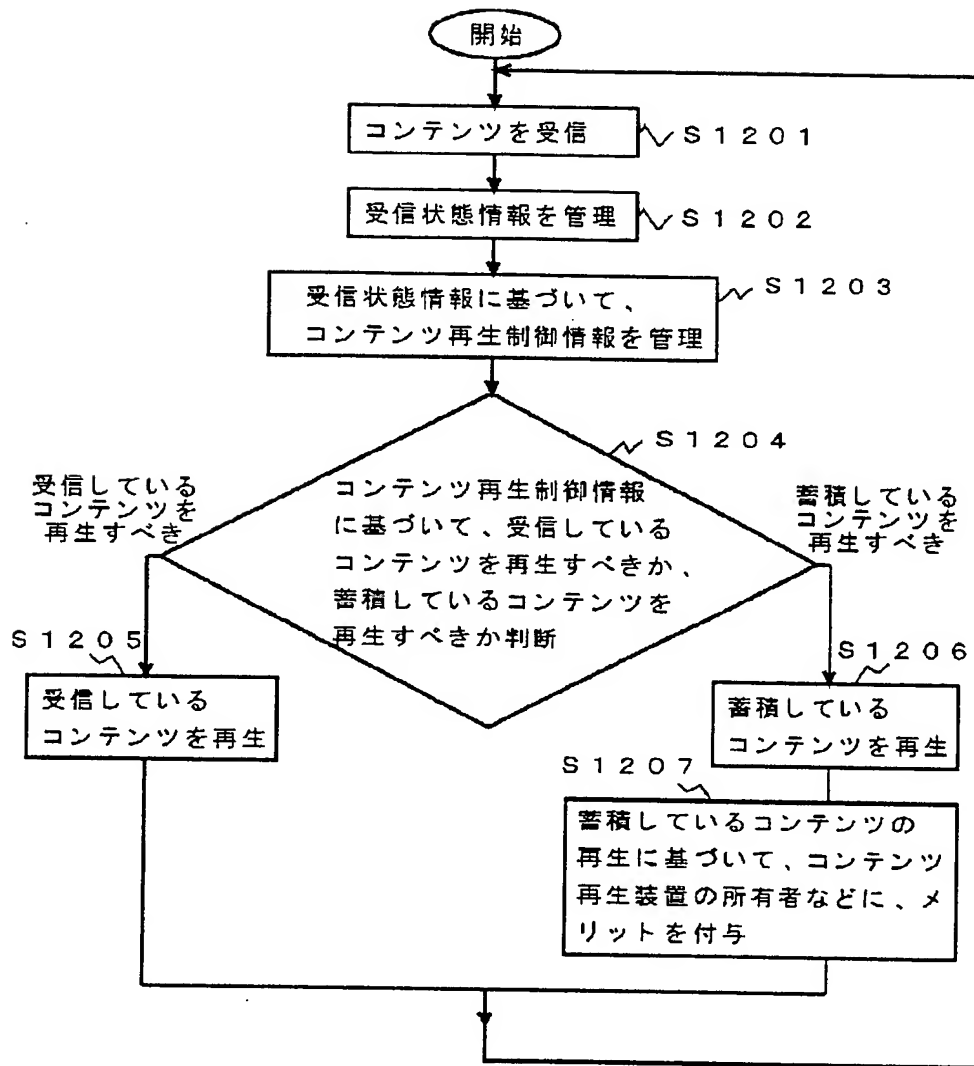 開始
コンテンツを受信
S1201
受信状態情報を管理
S1202
受信状態情報に基づいて、
コンテンツ再生制御情報を管理
S1203
S1204
コンテンツ再生制御情報
に基づいて、受信している
コンテンツを再生すべきか、
蓄積しているコンテンツを
再生すべきか判断
受信している
コンテンツを
再生すべき
蓄積している
コンテンツを
再生すべき
S1205
受信している
コンテンツを再生
S1206
蓄積している
コンテンツを再生
S1207
蓄積しているコンテンツの
再生に基づいて、コンテンツ
再生装置の所有者などに、メ
リットを付与